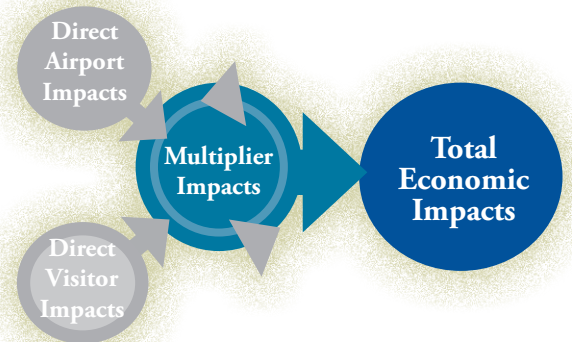 Direct
Airport
Impacts
Multiplier
Impacts
Total
Economic
Impacts
Direct
Visitor
Impacts